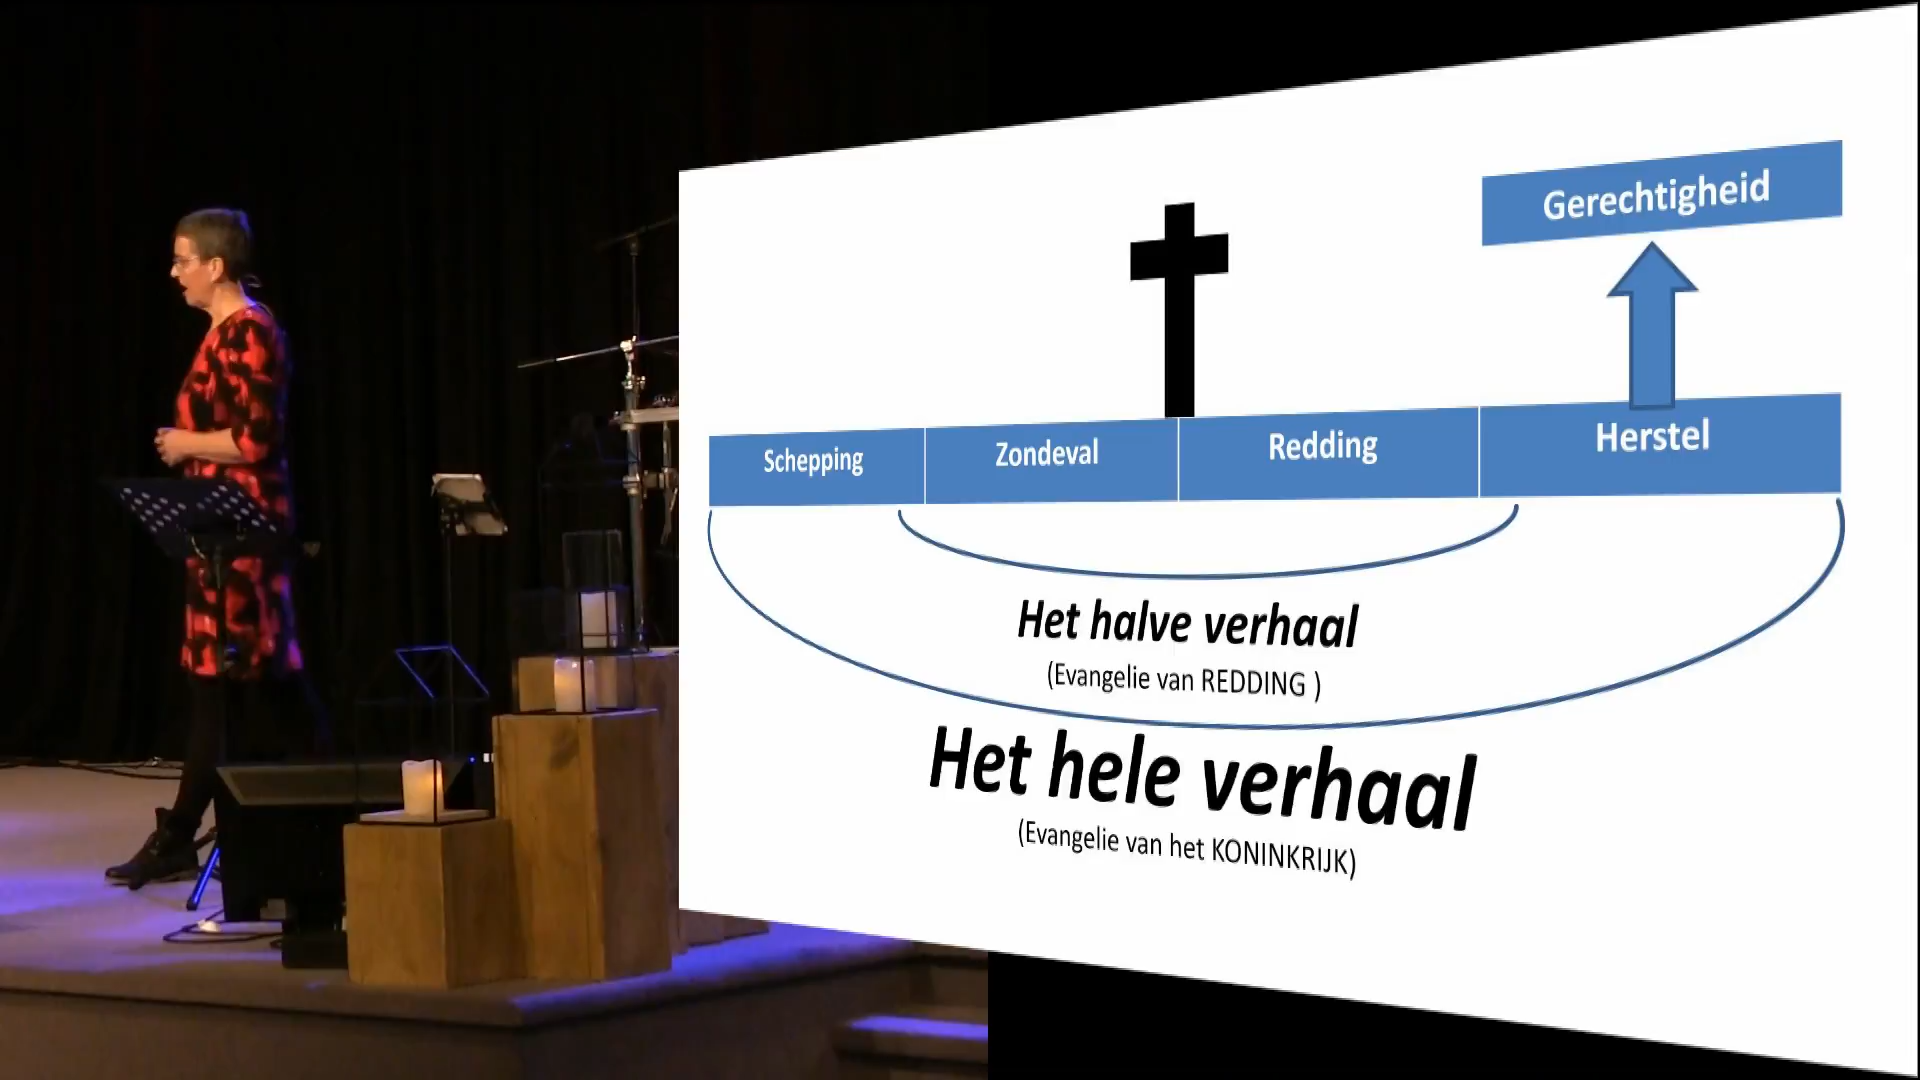 Gerechtigheid
Schepping Zondeval Redding Herstel
Het halve verhaal
(Evangelie van REDDING )
Het hele verhaal
(Evangelie van het KONINKRIJK)